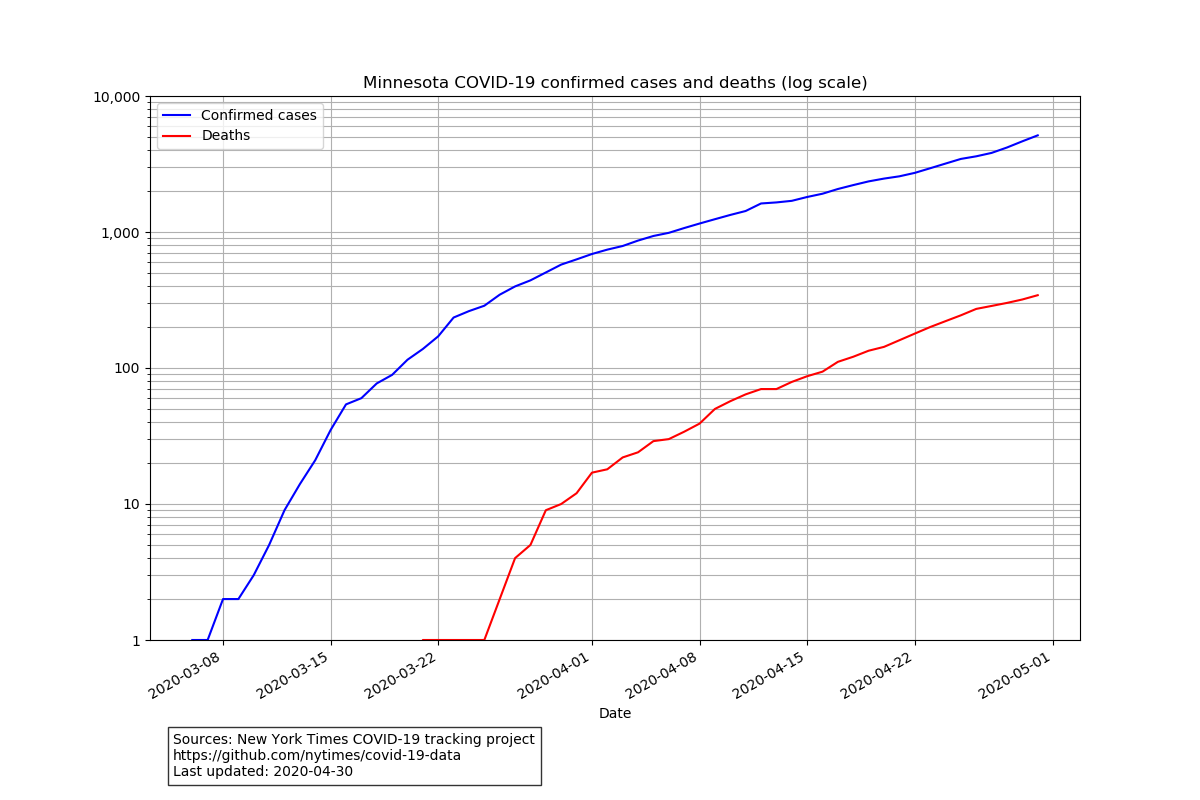 Minnesota COVID-19 confirmed cases and deaths (log scale)
10,000
1,000
100
10
1
Confirmed cases
Deaths
2020-03-08
2020-03-15
2020-03-22
2020-04-01
2020-04-08
2020-04-15
2020-04-22
2020-05-01
Date
Sources: New York Times COVID-19 tracking project
https://github.com/nytimes/covid-19-data
Last updated: 2020-04-30